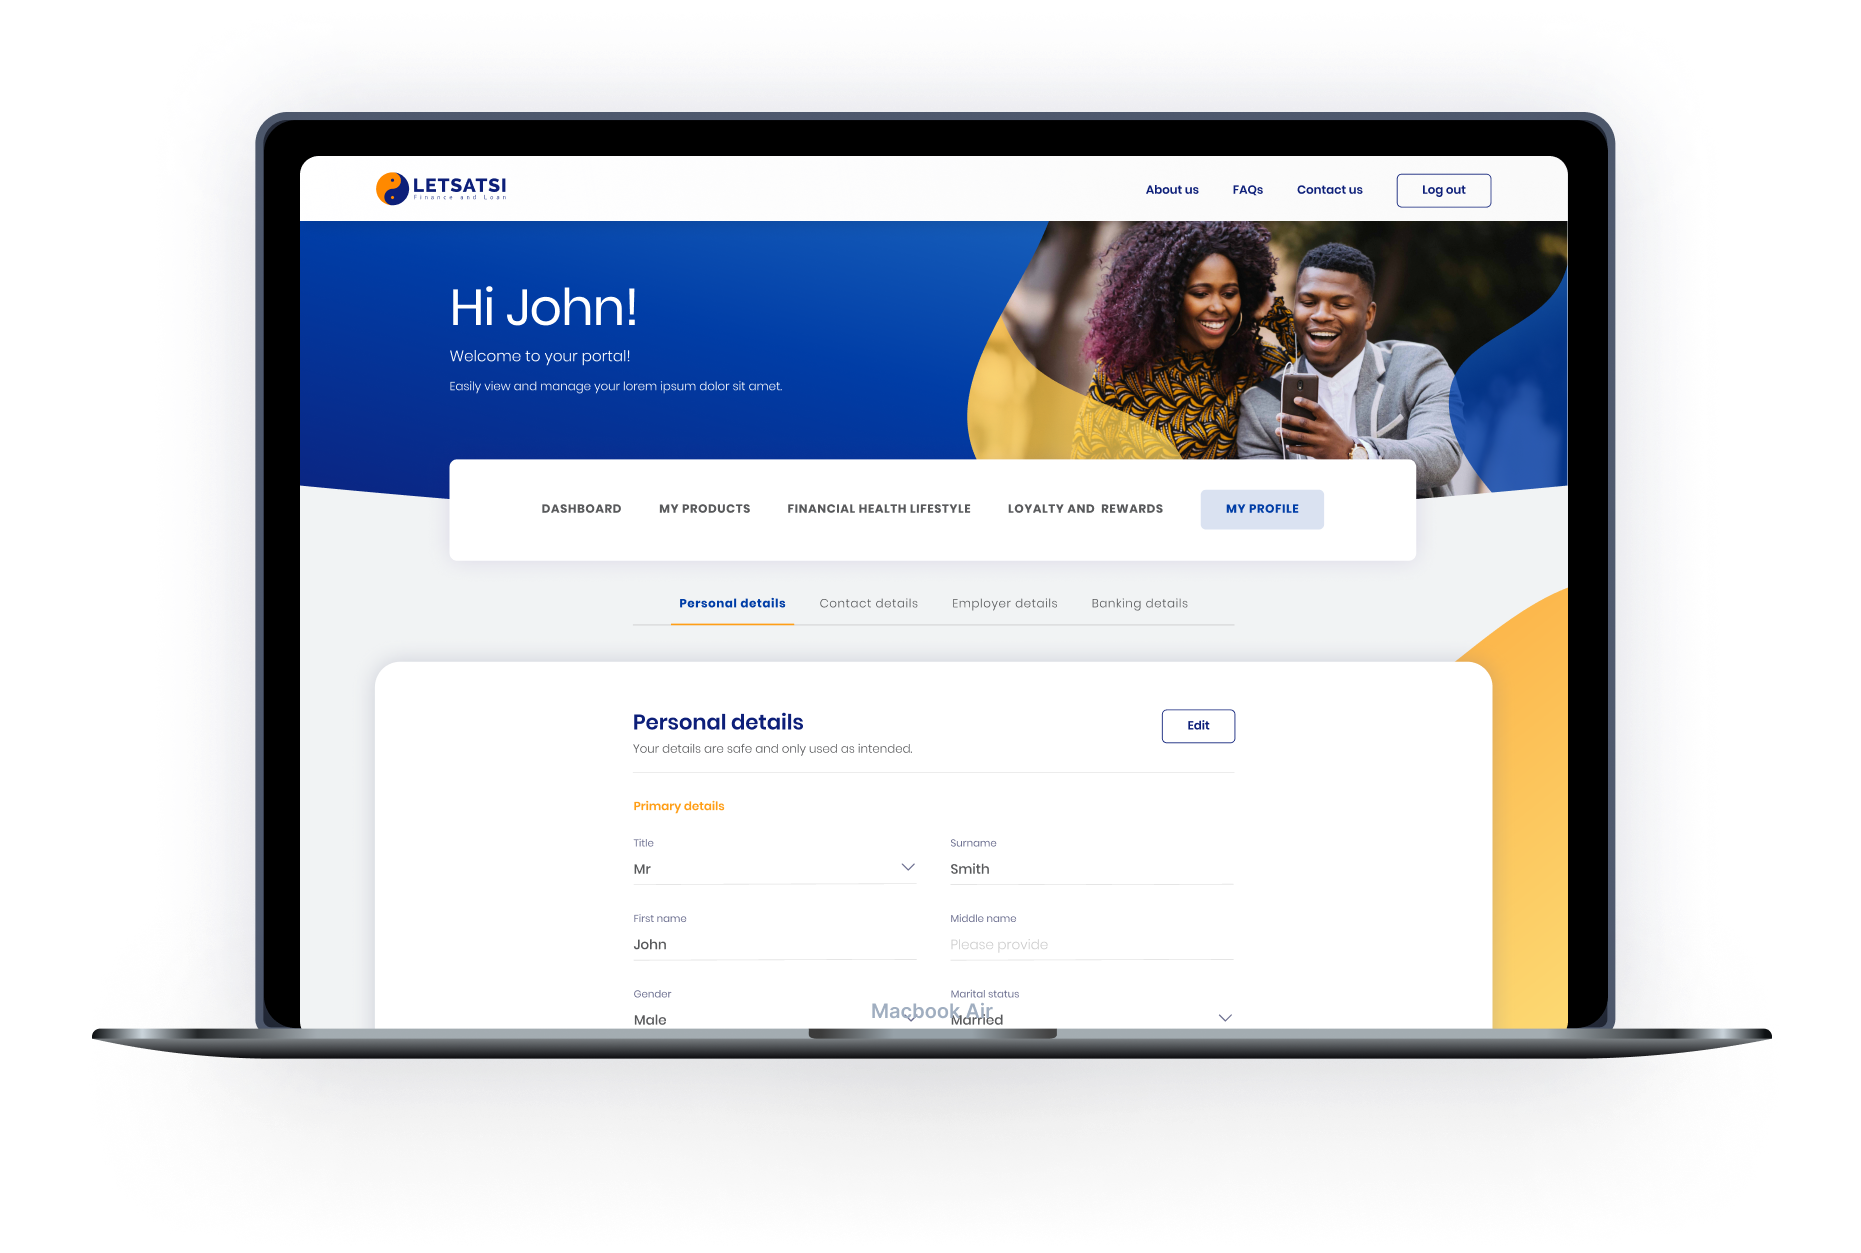 LETSATSI
Finance and Loan
About us FAQs Contact us Log out
Hi John!
Welcome to your portal!
Easily view and manage your lorem ipsum dolor sit amet.
DASHBOARD MY PRODUCTS FINANCIAL HEALTH LIFESTYLE LOYALTY AND REWARDS MY PROFILE
Personal details Contact details Employer details Banking details
Personal details Edit
Your details are safe and only used as intended.
Primary details
Title Surname
Mr Smith
First name Middle name
John Please provide
Gender Marital status
Macbook Air
Male Married